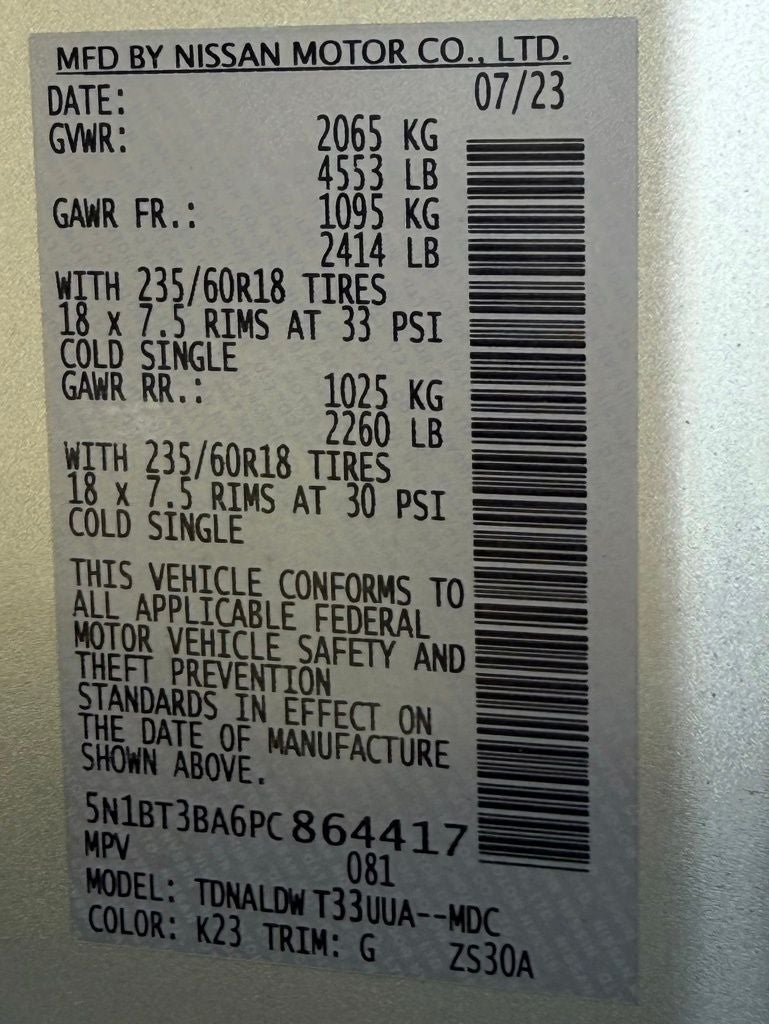 MFD BY NISSAN MOTOR CO., LTD.
DATE: 07/23
GVWR: 2065 KG
4553 LB
GAWR FR.: 1095 KG
2414 LB
WITH 235/60R18 TIRES
18 x 7.5 RIMS AT 33 PSI
COLD SINGLE
GAWR RR.: 1025 KG
2260 LB
WITH 235/60R18 TIRES
18 x 7.5 RIMS AT 30 PSI
COLD SINGLE
THIS VEHICLE CONFORMS TO
ALL APPLICABLE FEDERAL
MOTOR VEHICLE SAFETY AND
THEFT PREVENTION
STANDARDS IN EFFECT ON
THE DATE OF MANUFACTURE
SHOWN ABOVE.
5N1BT3BA6PC864417
MPV 081
MODEL: TDNALDW T33UUA--MDC
COLOR: K23 TRIM: G ZS30A